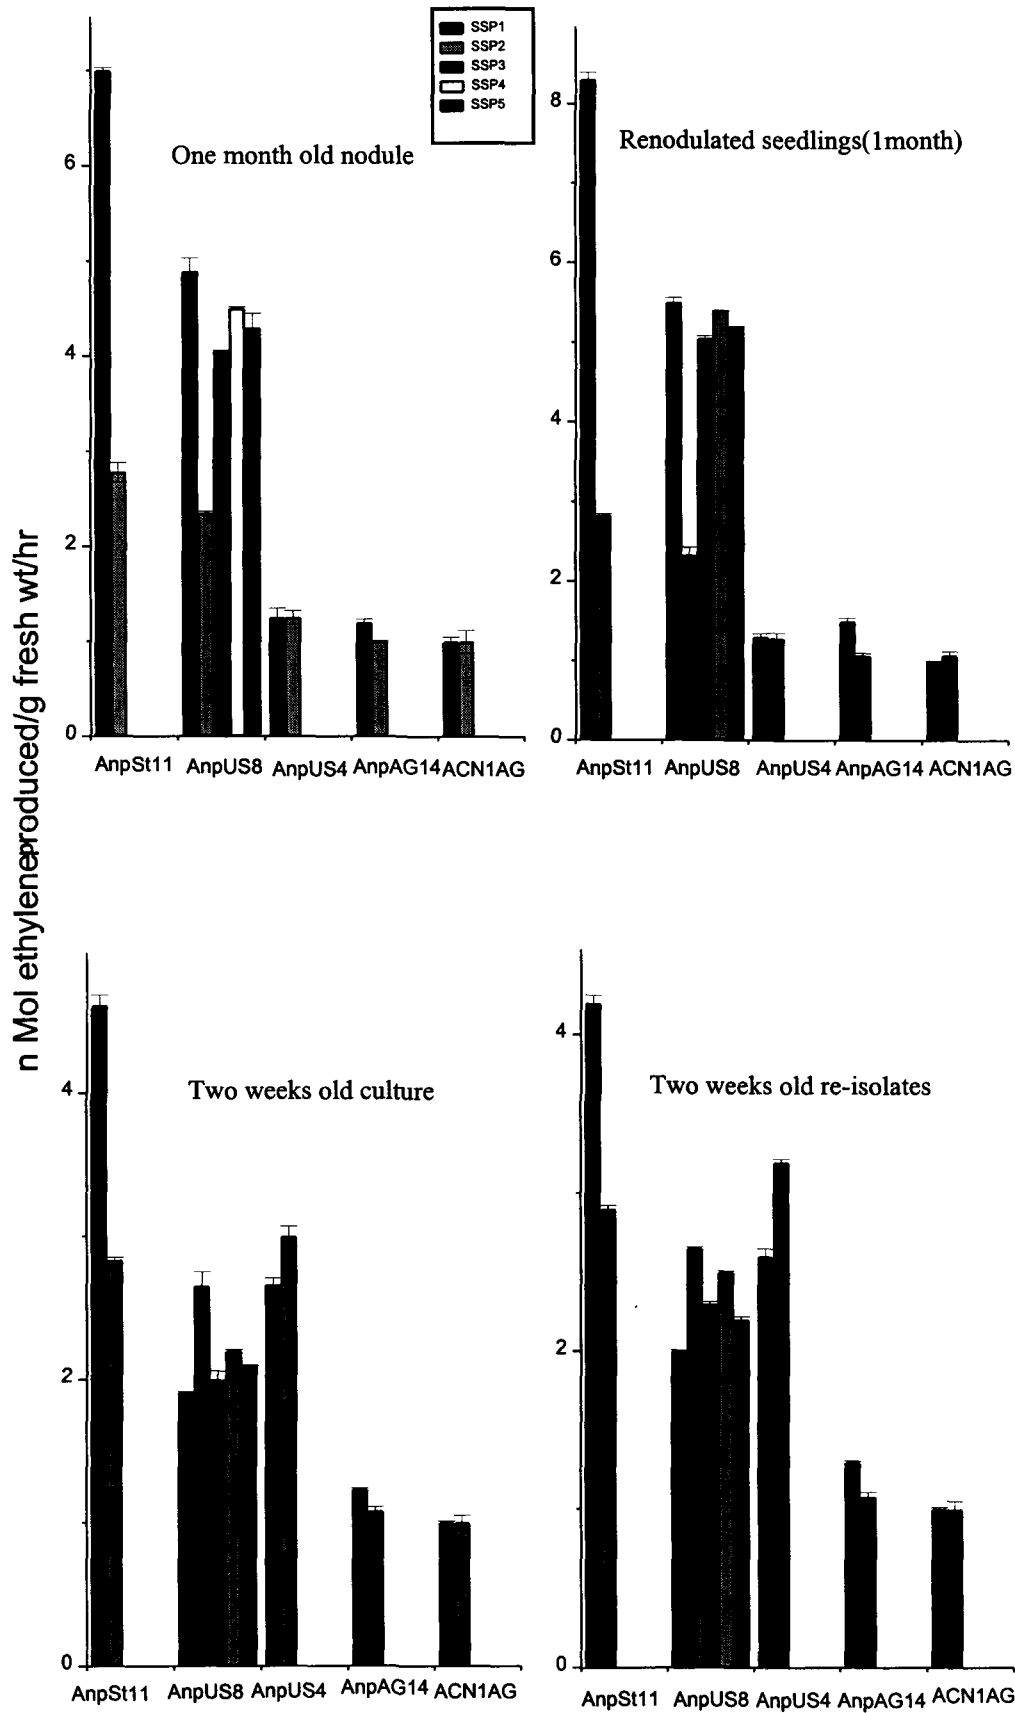 SSP1
SSP2
SSP3
SSP4
SSP5
One month old nodule
6
4
2
0
AnpSt11 AnpUS8 AnpUS4 AnpAG14 ACN1AG
Renodulated seedlings(1month)
8
6
4
2
0
AnpSt11 AnpUS8 AnpUS4 AnpAG14 ACN1AG
n Mol ethyleneproduced/g fresh wt/hr
Two weeks old culture
4
2
0
AnpSt11 AnpUS8 AnpUS4 AnpAG14 ACN1AG
Two weeks old re-isolates
4
2
0
AnpSt11 AnpUS8 AnpUS4 AnpAG14 ACN1AG